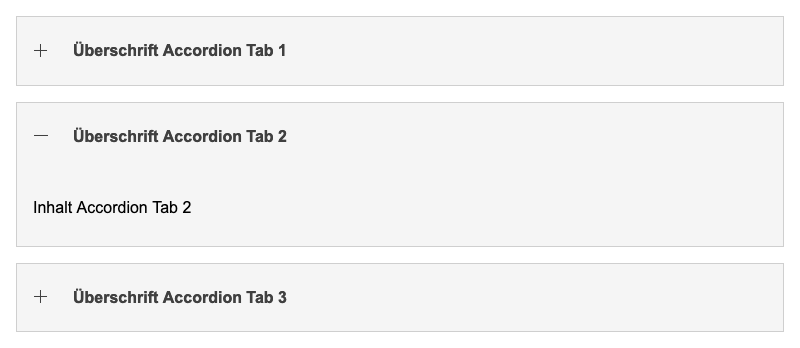 Überschrift Accordion Tab 1
Überschrift Accordion Tab 2
Inhalt Accordion Tab 2
Überschrift Accordion Tab 3